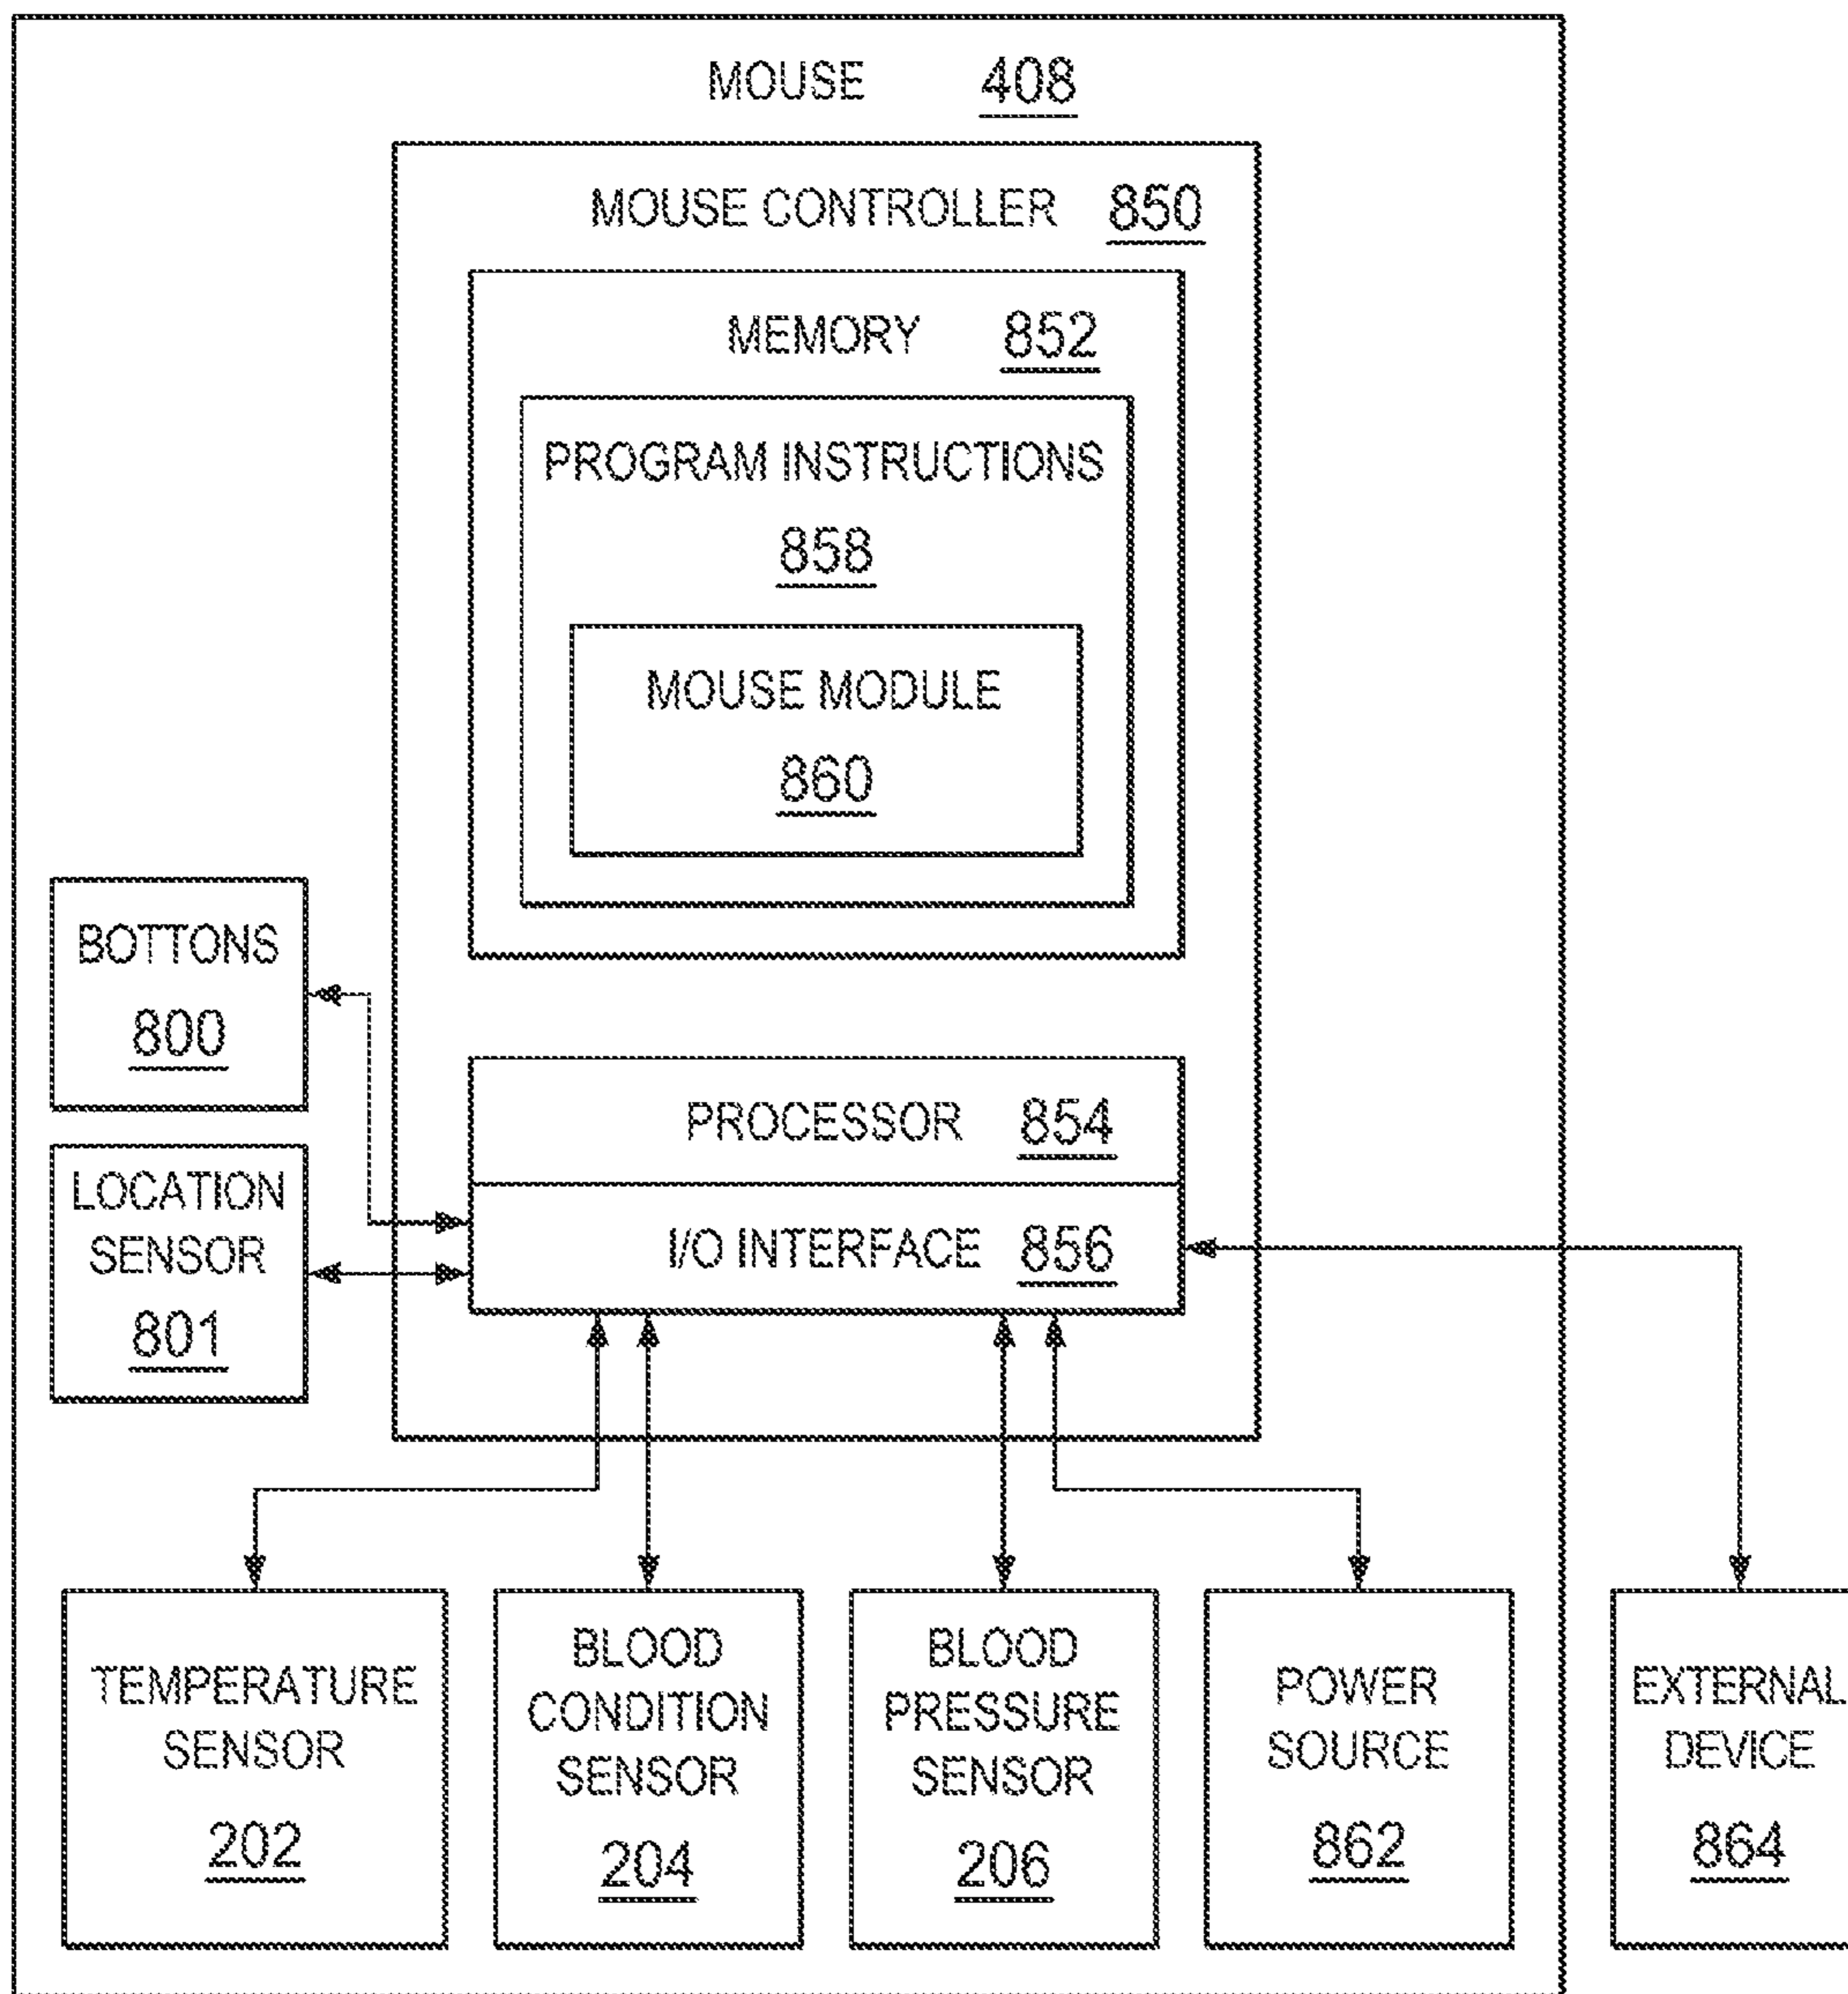 MOUSE 408
MOUSE CONTROLLER 850
MEMORY 852
PROGRAM INSTRUCTIONS
858
MOUSE MODULE
860
BOTTONS
800
LOCATION
SENSOR
801
PROCESSOR 854
I/O INTERFACE 856
TEMPERATURE
SENSOR
202
BLOOD
CONDITION
SENSOR
204
BLOOD
PRESSURE
SENSOR
206
POWER
SOURCE
862
EXTERNAL
DEVICE
864